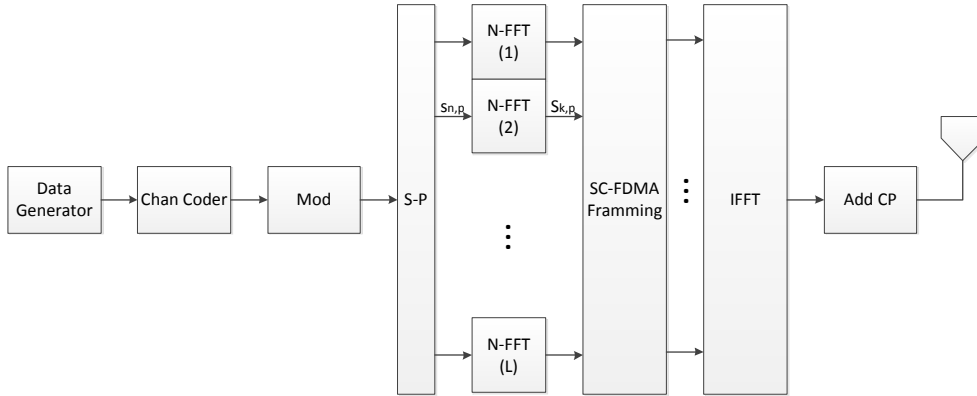 Data
Generator
Chan Coder
Mod
S-P
N-FFT
(1)
Sn,p
N-FFT
(2)
Sk,p
N-FFT
(L)
SC-FDMA
Framming
IFFT
Add CP